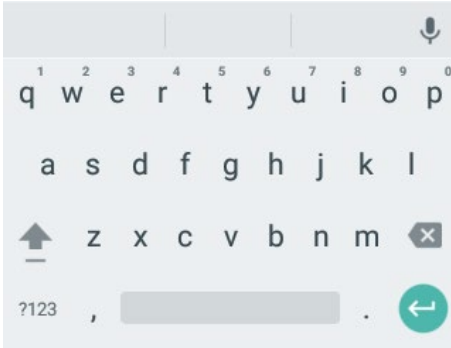 1 2 3 4 5 6 7 8 9 0
q w e r t y u i o p
a s d f g h j k l
z x c v b n m
?123 , .